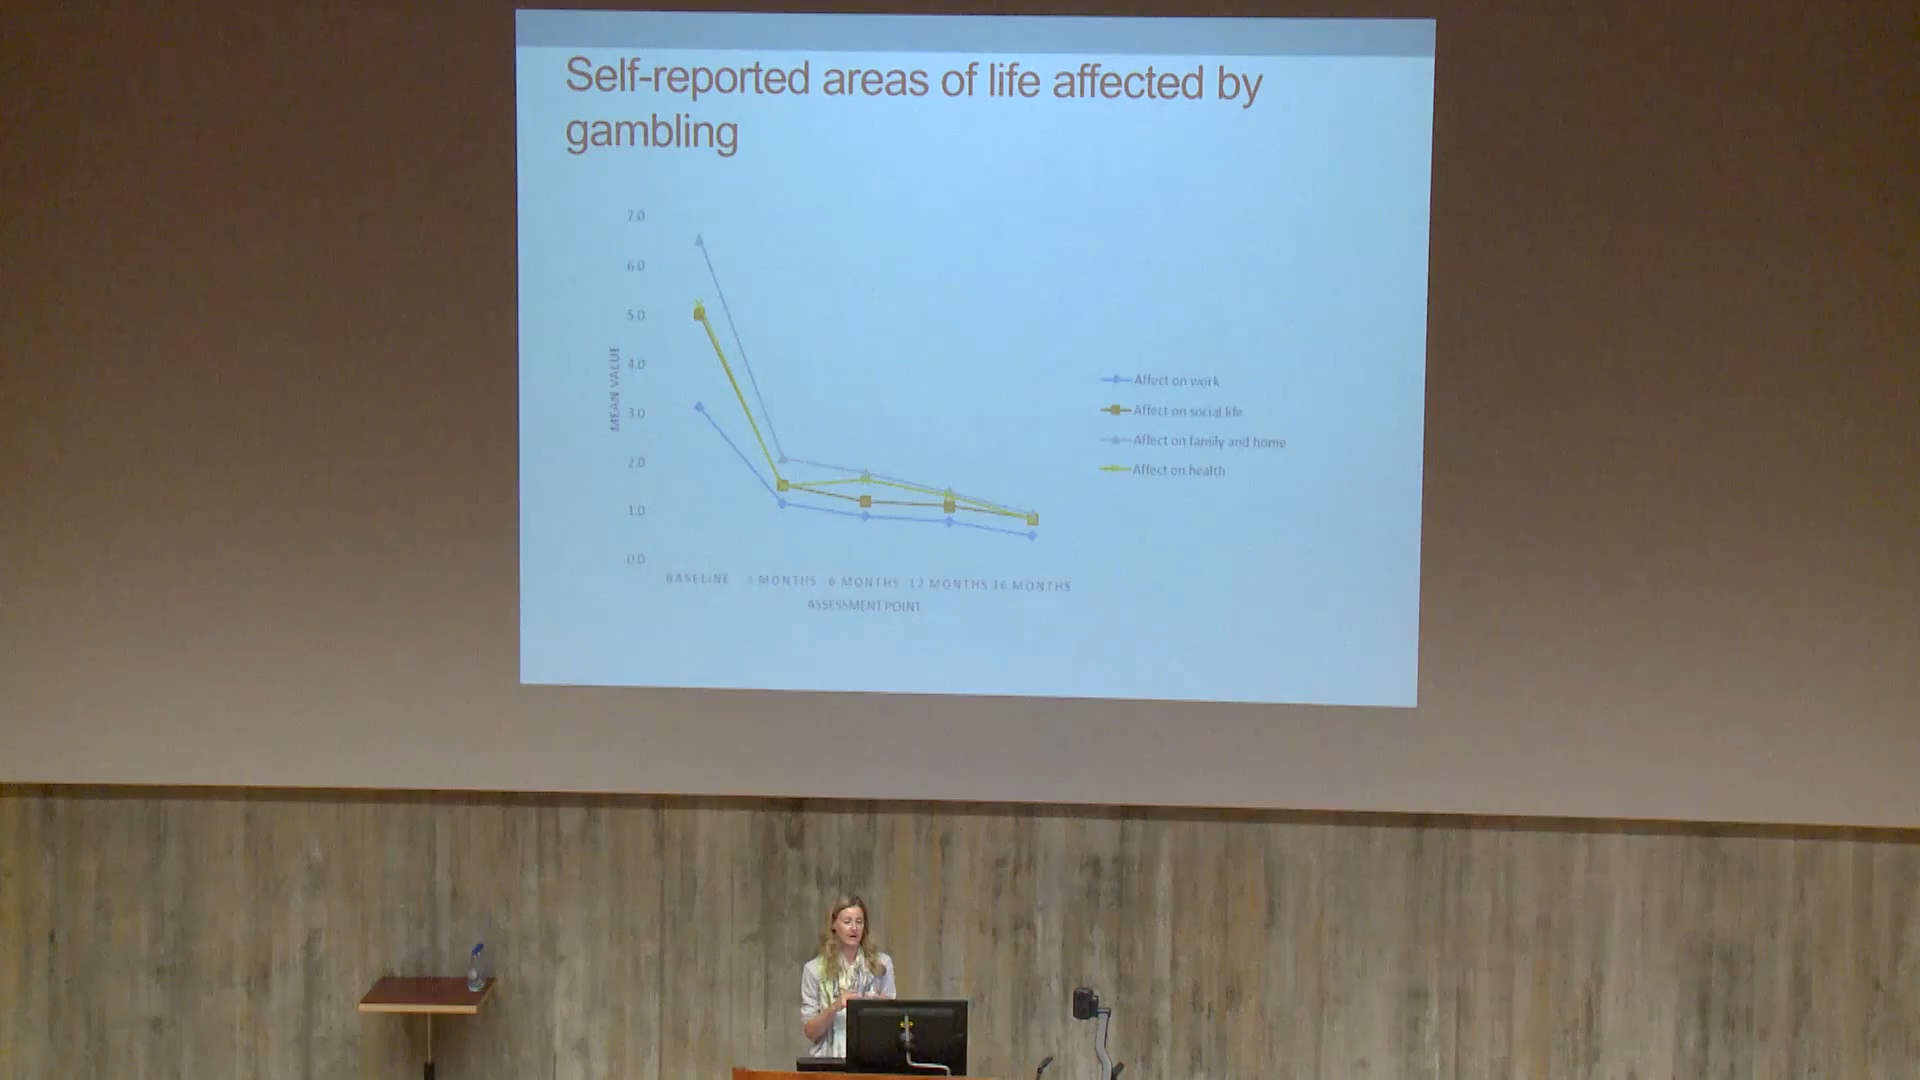 Self-reported areas of life affected by
gambling
7.0
6.0
5.0
4.0
3.0
2.0
1.0
0.0
MEAN VALUE
BASELINE MONTHS 6 MONTHS 12 MONTHS 36 MONTHS
ASSESSMENT POINT
Affect on work
Affect on social life
Affect on family and home
Affect on health